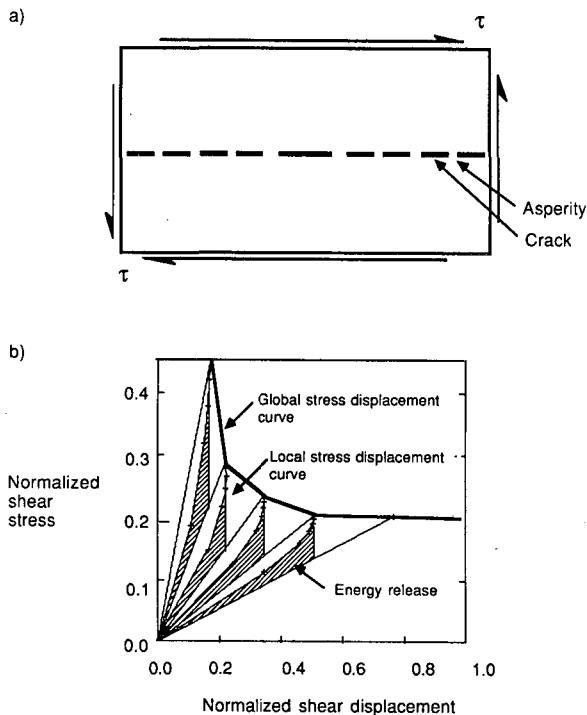 a)
τ
Asperity
Crack
τ
b)
0.4
Global stress displacement
curve
0.3
Local stress displacement
curve
Normalized
shear
stress
0.2
0.1
Energy release
0.0
0.0 0.2 0.4 0.6 0.8 1.0
Normalized shear displacement